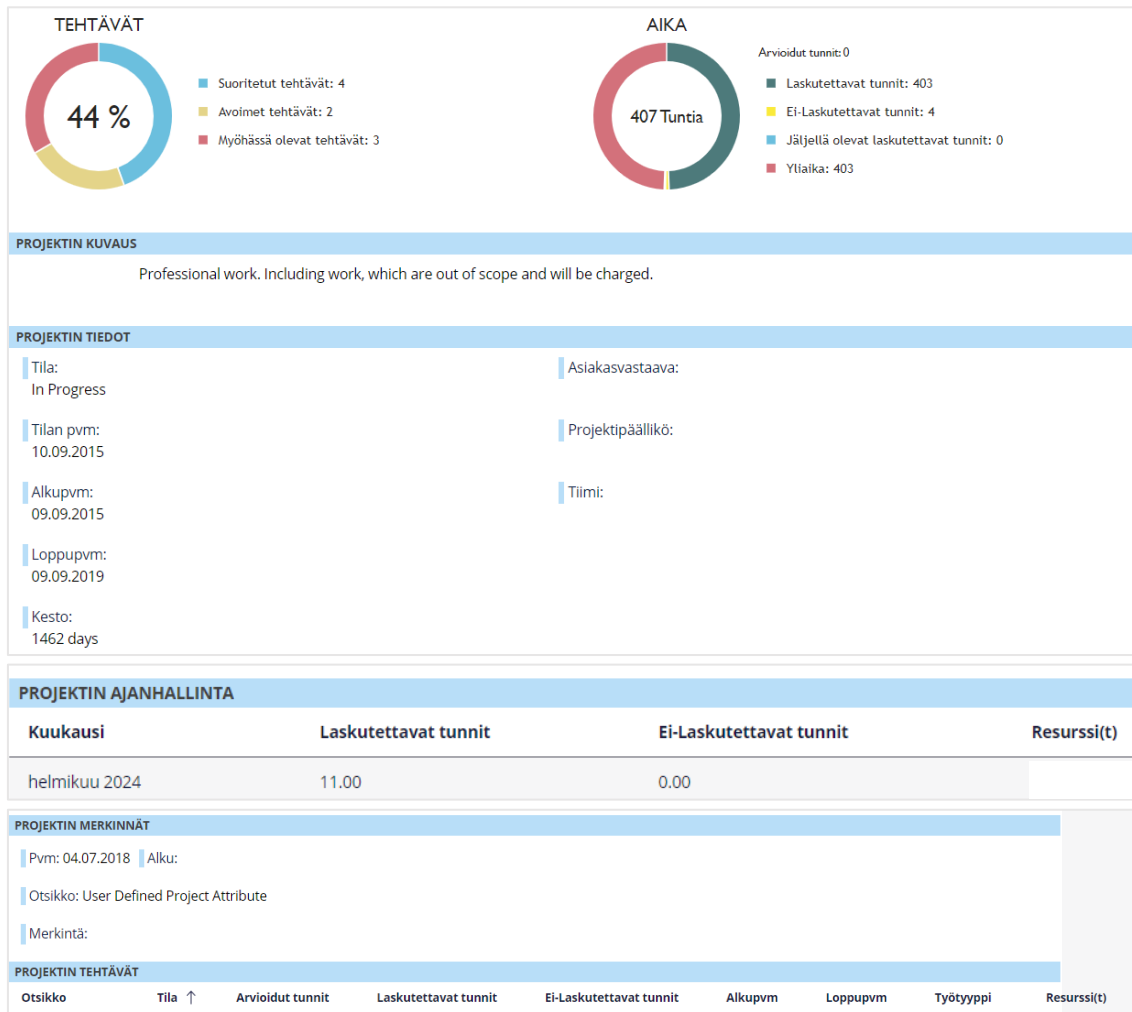 TEHTÄVÄT
44 %
Suoritetut tehtävät: 4
Avoimet tehtävät: 2
Myöhässä olevat tehtävät: 3
AIKA
407 Tuntia
Arvioidut tunnit: 0
Laskutettavat tunnit: 403
Ei-Laskutettavat tunnit: 4
Jäljellä olevat laskutettavat tunnit: 0
Yliaika: 403
PROJEKTIN KUVAUS
Professional work. Including work, which are out of scope and will be charged.
PROJEKTIN TIEDOT
Tila:
In Progress
Asiakasvastaava:
Tilan pvm:
10.09.2015
Projektipäällikö:
Alkupvm:
09.09.2015
Tiimi:
Loppupvm:
09.09.2019
Kesto:
1462 days
PROJEKTIN AJANHALLINTA
Kuukausi Laskutettavat tunnit Ei-Laskutettavat tunnit Resurssi(t)
helmikuu 2024 11.00 0.00
PROJEKTIN MERKINNÄT
Pvm: 04.07.2018 Alku:
Otsikko: User Defined Project Attribute
Merkintä:
PROJEKTIN TEHTÄVÄT
Otsikko Tila ↑ Arvioidut tunnit Laskutettavat tunnit Ei-Laskutettavat tunnit Alkupvm Loppupvm Työtyyppi Resurssi(t)